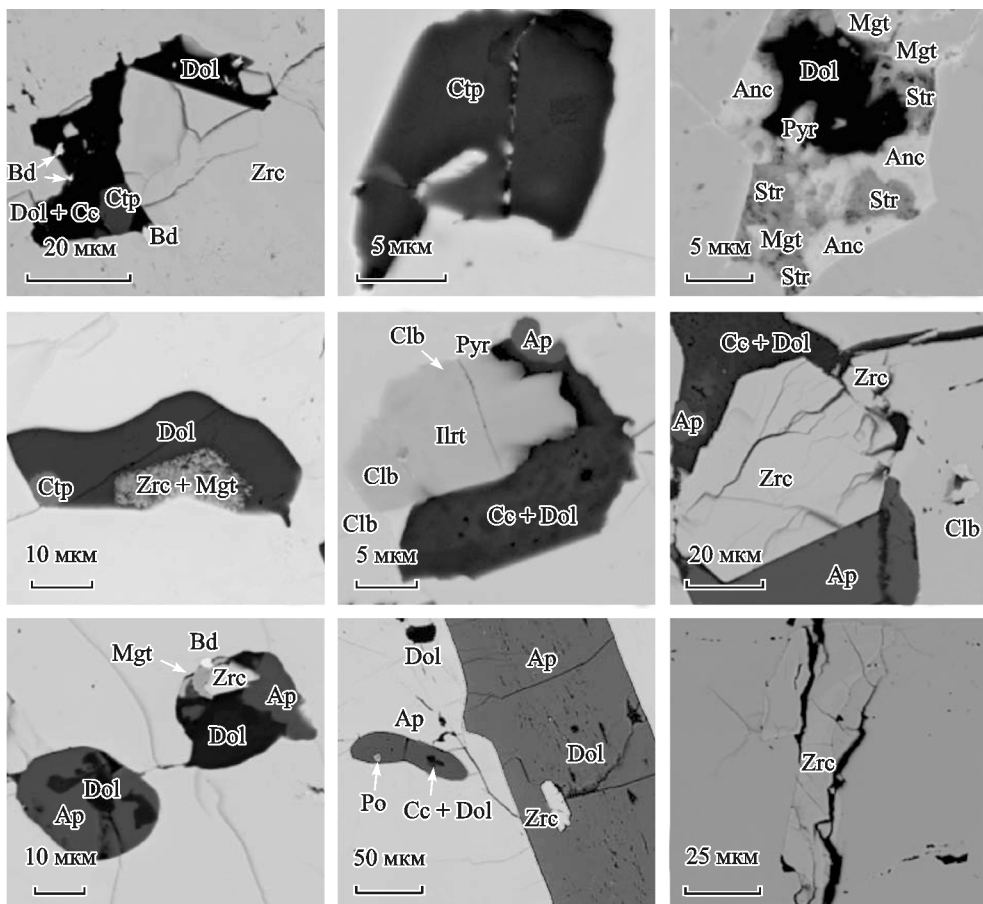 Dol
Bd
Zrc
Ctp
Dol + Cc
Bd
20 мкм
Ctp
5 мкм
Mgt
Mgt
Dol
Anc
Str
Pyr
Anc
Str
Str
Mgt
Anc
5 мкм
Str
Dol
Ctp
Zrc + Mgt
10 мкм
Clb
Pyr
Ap
Ilrt
Clb
Cc + Dol
Clb
5 мкм
Cc + Dol
Zrc
Ap
Zrc
Clb
20 мкм
Ap
Bd
Mgt
Zrc
Ap
Dol
Dol
Ap
10 мкм
Dol
Ap
Ap
Dol
Po
Cc + Dol
Zrc
50 мкм
Zrc
25 мкм